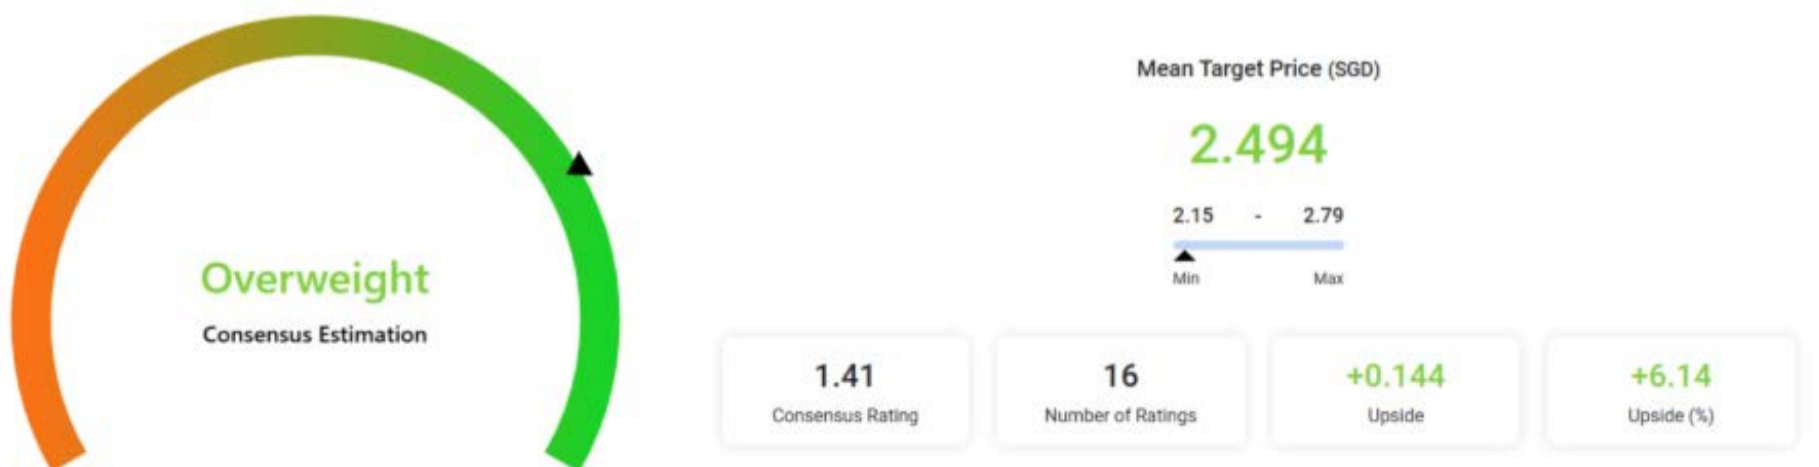 Overweight
Consensus Estimation
Mean Target Price (SGD)
2.494
2.15 - 2.79
Min Max
1.41
Consensus Rating
16
Number of Ratings
+0.144
Upside
+6.14
Upside (%)